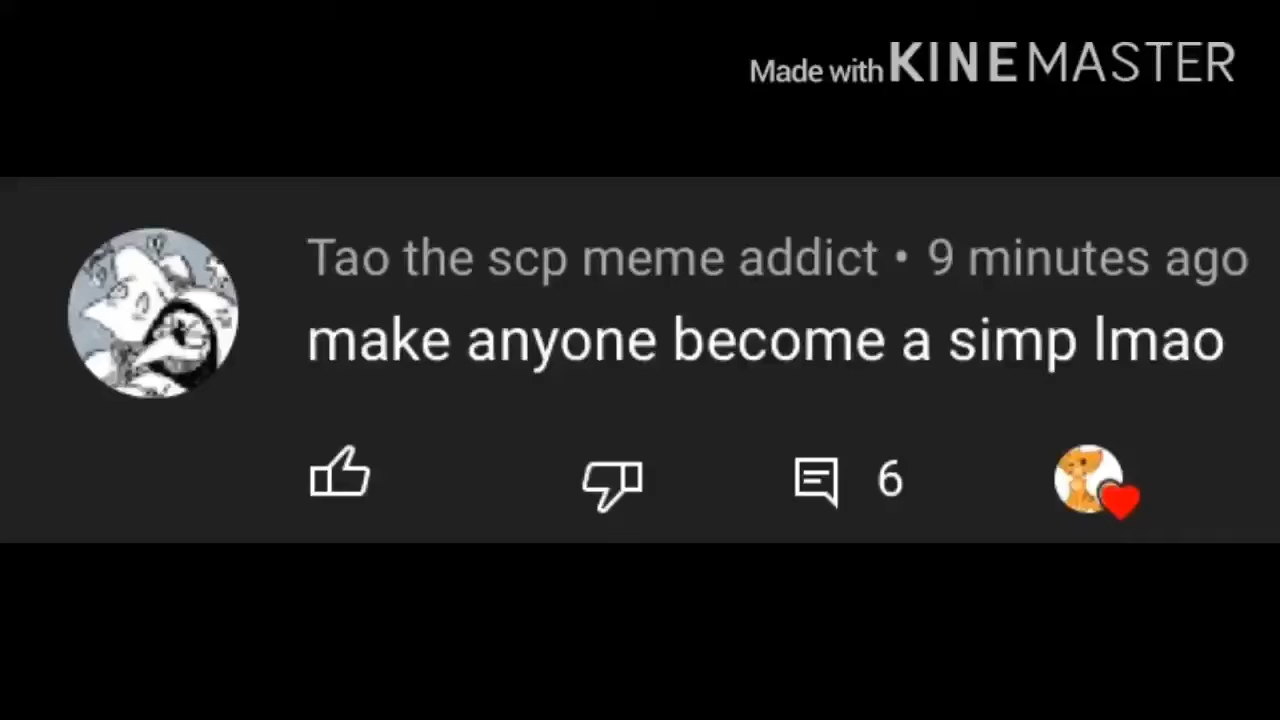 Made with KINEMASTER
Tao the scp meme addict • 9 minutes ago
make anyone become a simp lmao
6